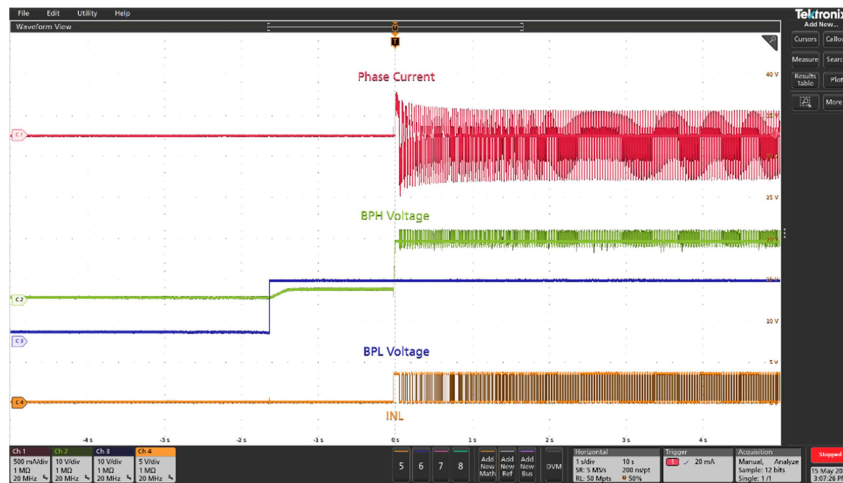 File Edit Utility Help
Tektronix
Waveform View
Add New...
Cursors Callou
Measure Search
Results Table Plot
More
Phase Current
BPH Voltage
BPL Voltage
INL
40 V
35 V
25 V
10 V
5 V
C1
C2
C3
C4
-4 s -3 s -2 s -1 s 0 s 1 s 2 s 3 s 4 s
Ch 1 Ch 2 Ch 3 Ch 4
500 mA/div 10 V/div 10 V/div 5 V/div
1 MΩ 1 MΩ 1 MΩ 1 MΩ
20 MHz 20 MHz 20 MHz 20 MHz
5 6 7 8
Add New Math Add New Ref Add New Bus
DVM
Horizontal
1 s/div 10 s
SR: 5 MS/s 200 ns/pt
RL: 50 Mpts 50%
Trigger
1 20 mA
Acquisition
Manual, Analyze
Sample: 12 bits
Single: 1/1
Stopped
15 May 20
3:07:26 PM